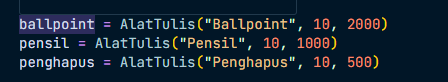 ballpoint = AlatTulis("Ballpoint", 10, 2000)
pensil = AlatTulis("Pensil", 10, 1000)
penghapus = AlatTulis("Penghapus", 10, 500)